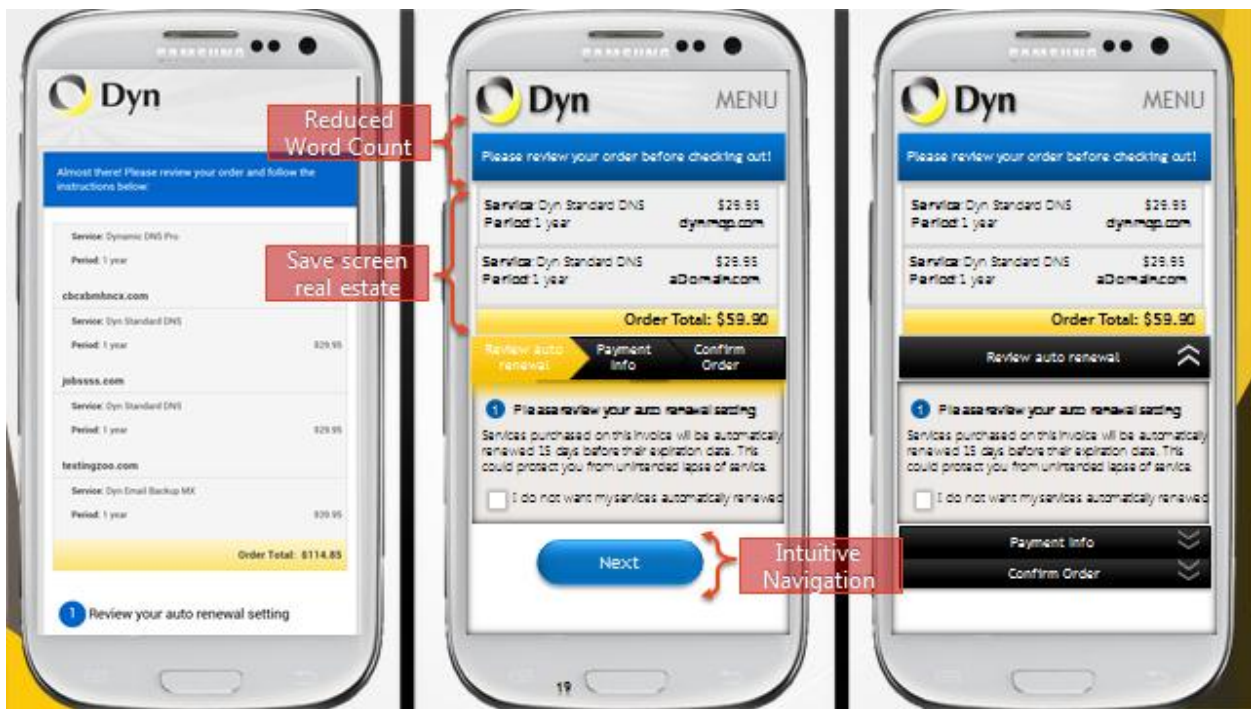 SAMSUNG
Dyn
Almost there! Please review your order and follow the
instructions below:
Service: Dynamic DNS Pro
Period: 1 year
Service: Dyn Standard DNS
Period: 1 year $29.95
jobssss.com
Service: Dyn Standard DNS
Period: 1 year $29.95
testingzoo.com
Service: Dyn Email Backup MX
Period: 1 year
Order Total: $114.85
1 Review your auto renewal setting
Reduced
Word Count
Save screen
real estate
SAMSUNG
Dyn MENU
Please review your order before checking out!
Service: Dyn Standard DNS $29.95
Period: 1 year dynmqp.com
Service: Dyn Standard DNS $29.95
Period: 1 year aDomain.com
Order Total: $59.90
Review auto renewal
Payment Info
Confirm Order
1 Please review your auto renewal setting
Services purchased on this invoice will be automatically
renewed 15 days before their expiration date. This
could protect you from unintended lapse of service.
I do not want my services automatically renewed
Next
19
Intuitive
Navigation
SAMSUNG
Dyn MENU
Please review your order before checking out!
Service: Dyn Standard DNS $29.95
Period: 1 year dynmqp.com
Service: Dyn Standard DNS $29.95
Period: 1 year aDomain.com
Order Total: $59.90
Review auto renewal
1 Please review your auto renewal setting
Services purchased on this invoice will be automatically
renewed 15 days before their expiration date. This
could protect you from unintended lapse of service.
I do not want my services automatically renewed
Payment Info
Confirm Order